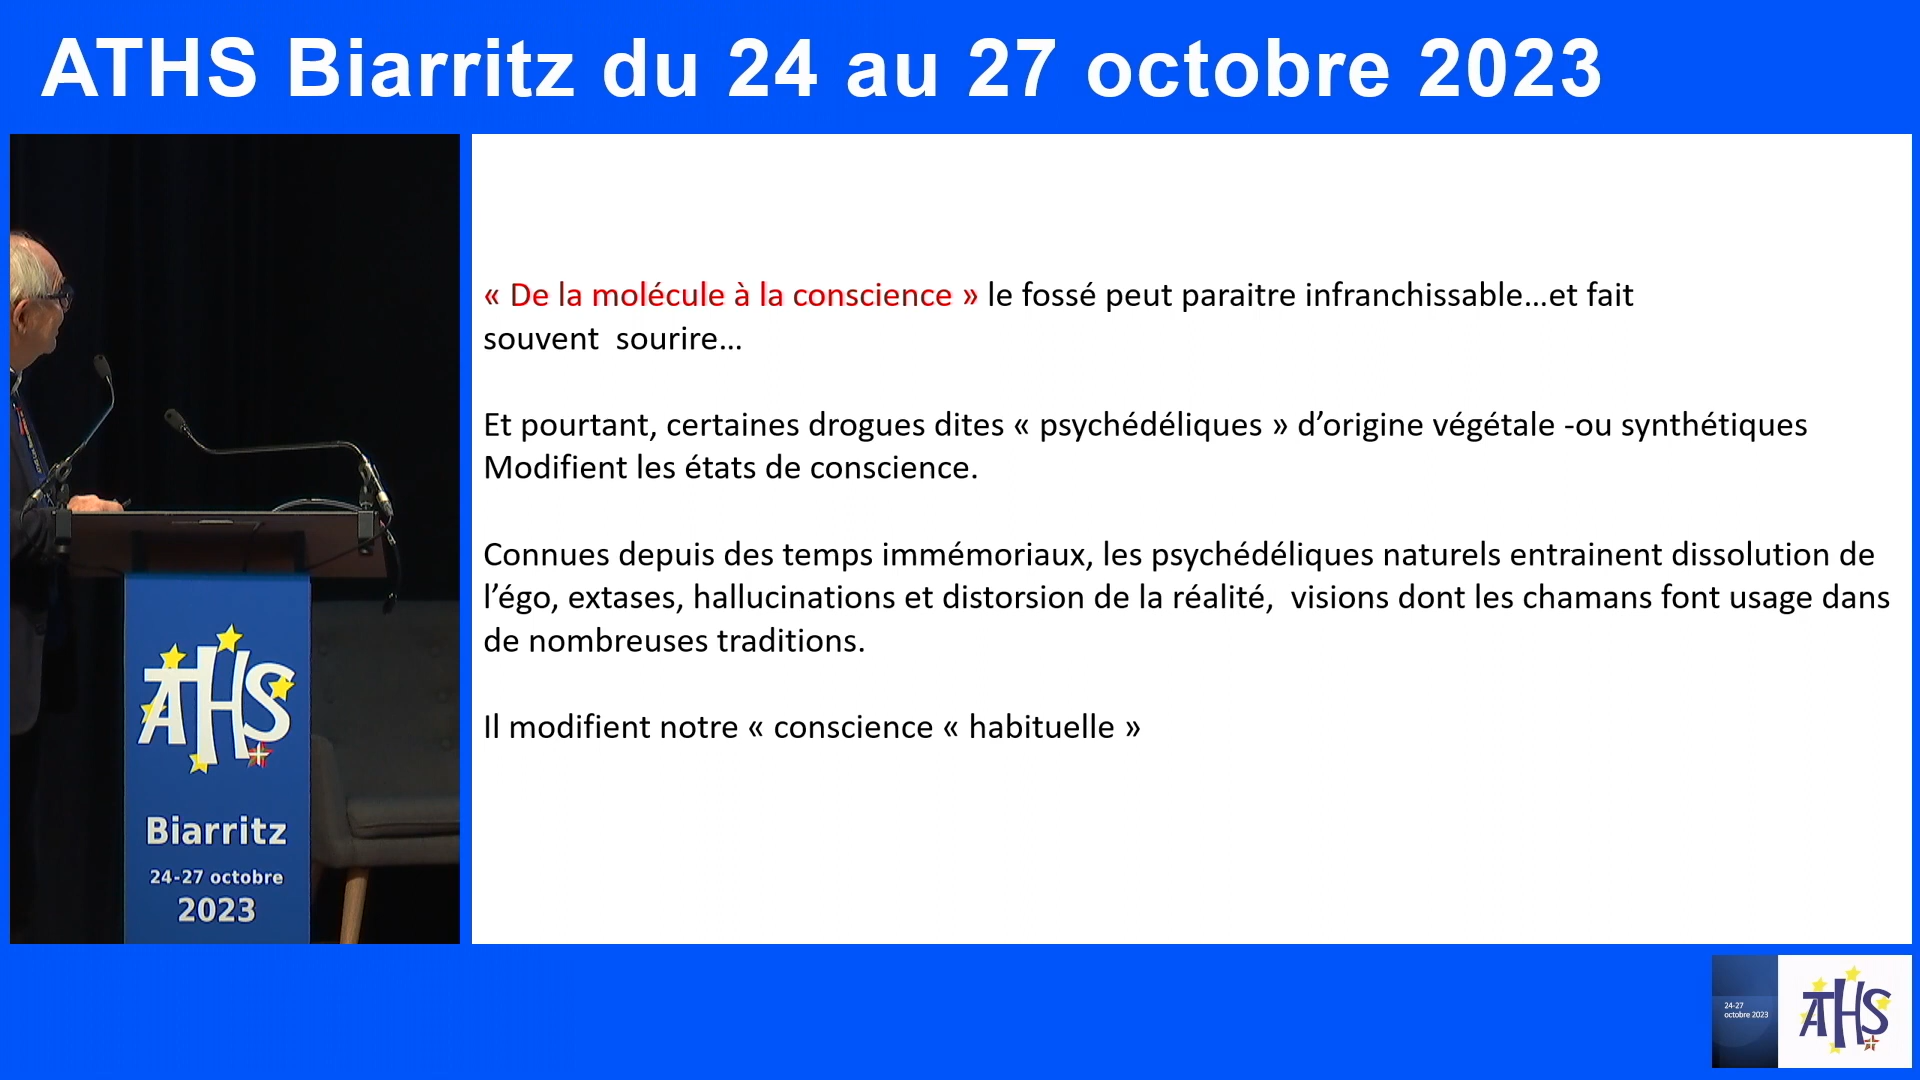 ATHS Biarritz du 24 au 27 octobre 2023
« De la molécule à la conscience » le fossé peut paraitre infranchissable...et fait
souvent  sourire...
Et pourtant, certaines drogues dites « psychédéliques » d’origine végétale -ou synthétiques
Modifient les états de conscience.
Connues depuis des temps immémoriaux, les psychédéliques naturels entrainent dissolution de
l’égo, extases, hallucinations et distorsion de la réalité,  visions dont les chamans font usage dans
de nombreuses traditions.
Il modifient notre « conscience « habituelle »
ATHS
Biarritz
24-27 octobre
2023
24-27
octobre 2023
ATHS